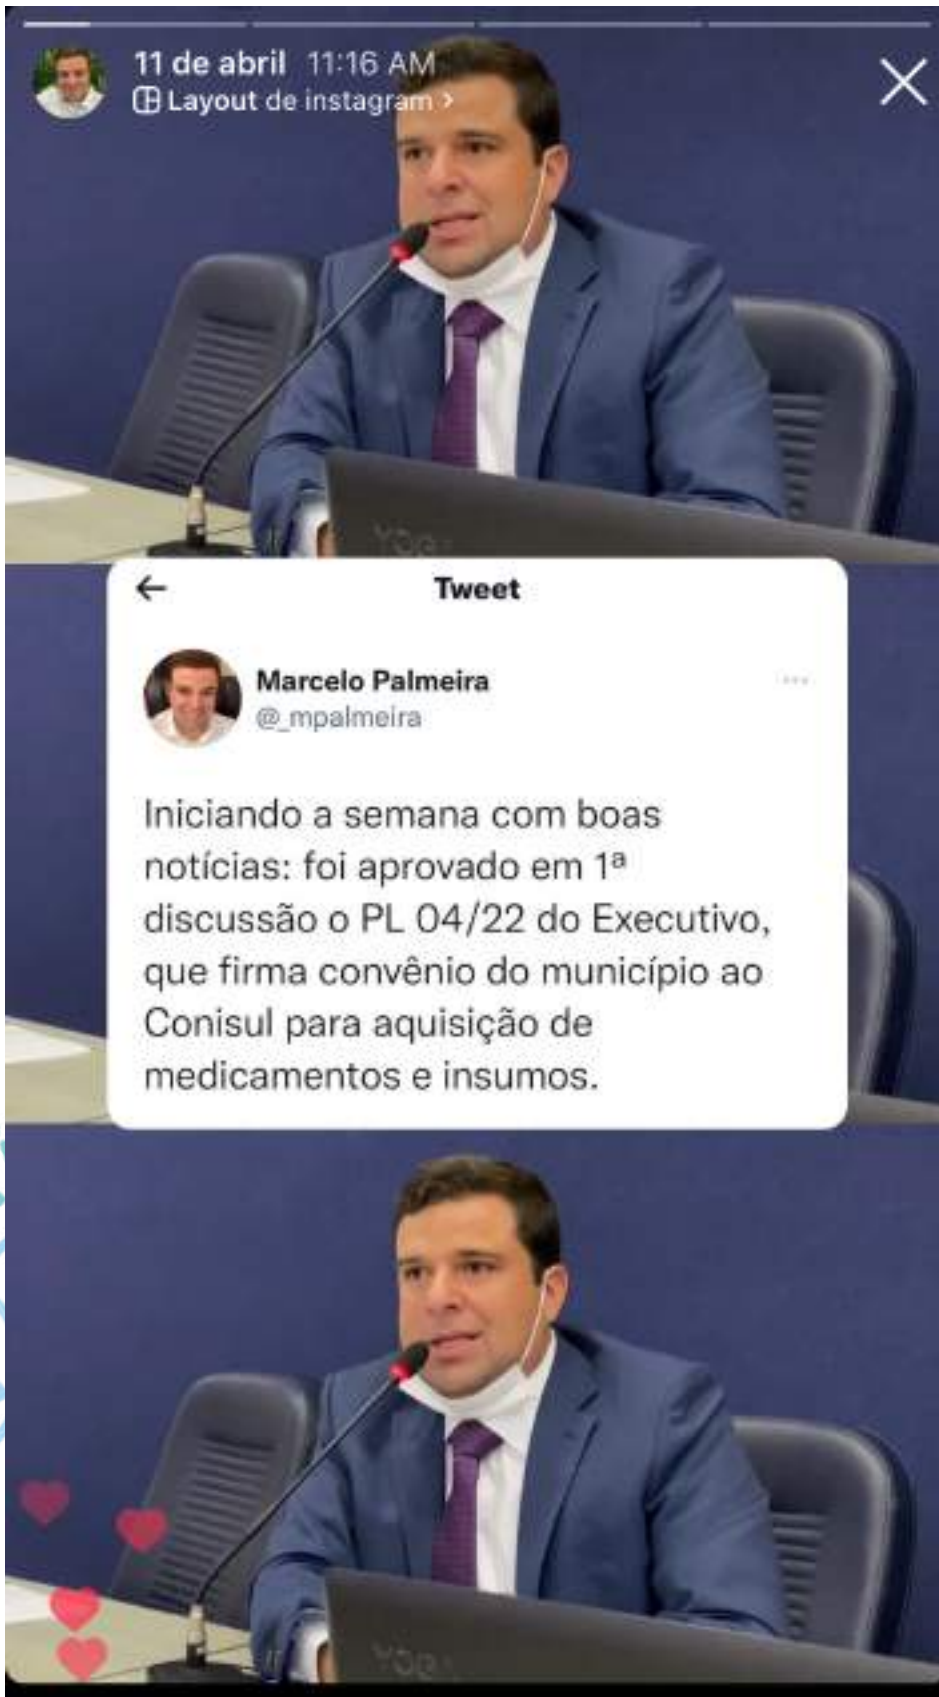 11 de abril 11:16 AM
Layout de instagram >
Tweet
Marcelo Palmeira
@_mpalmeira
Iniciando a semana com boas
notícias: foi aprovado em 1ª
discussão o PL 04/22 do Executivo,
que firma convênio do município ao
Conisul para aquisição de
medicamentos e insumos.
YOGA
YOGA